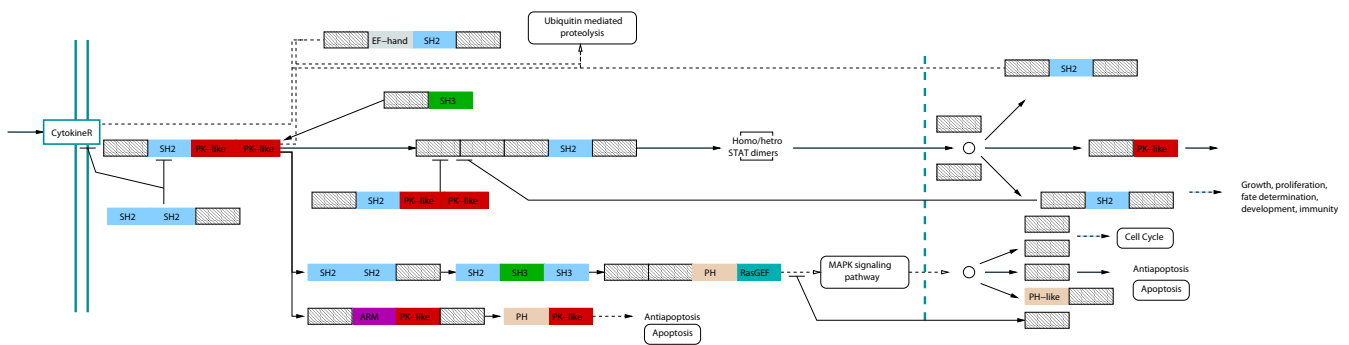 Ubiquitin mediated
proteolysis
EF-hand SH2
SH2
SH3
CytokineR
SH2 PK-like PK-like
Homo/hetro
STAT dimers
SH2
PK-like
SH2 PK-like PK-like
SH2
Growth, proliferation,
fate determination,
development, immunity
SH2 SH2
Cell Cycle
SH2 SH2
SH2 SH3 SH3
PH RasGEF
MAPK signaling
pathway
Antiapoptosis
Apoptosis
PH-like
ARM PK-like
PH PK-like
Antiapoptosis
Apoptosis